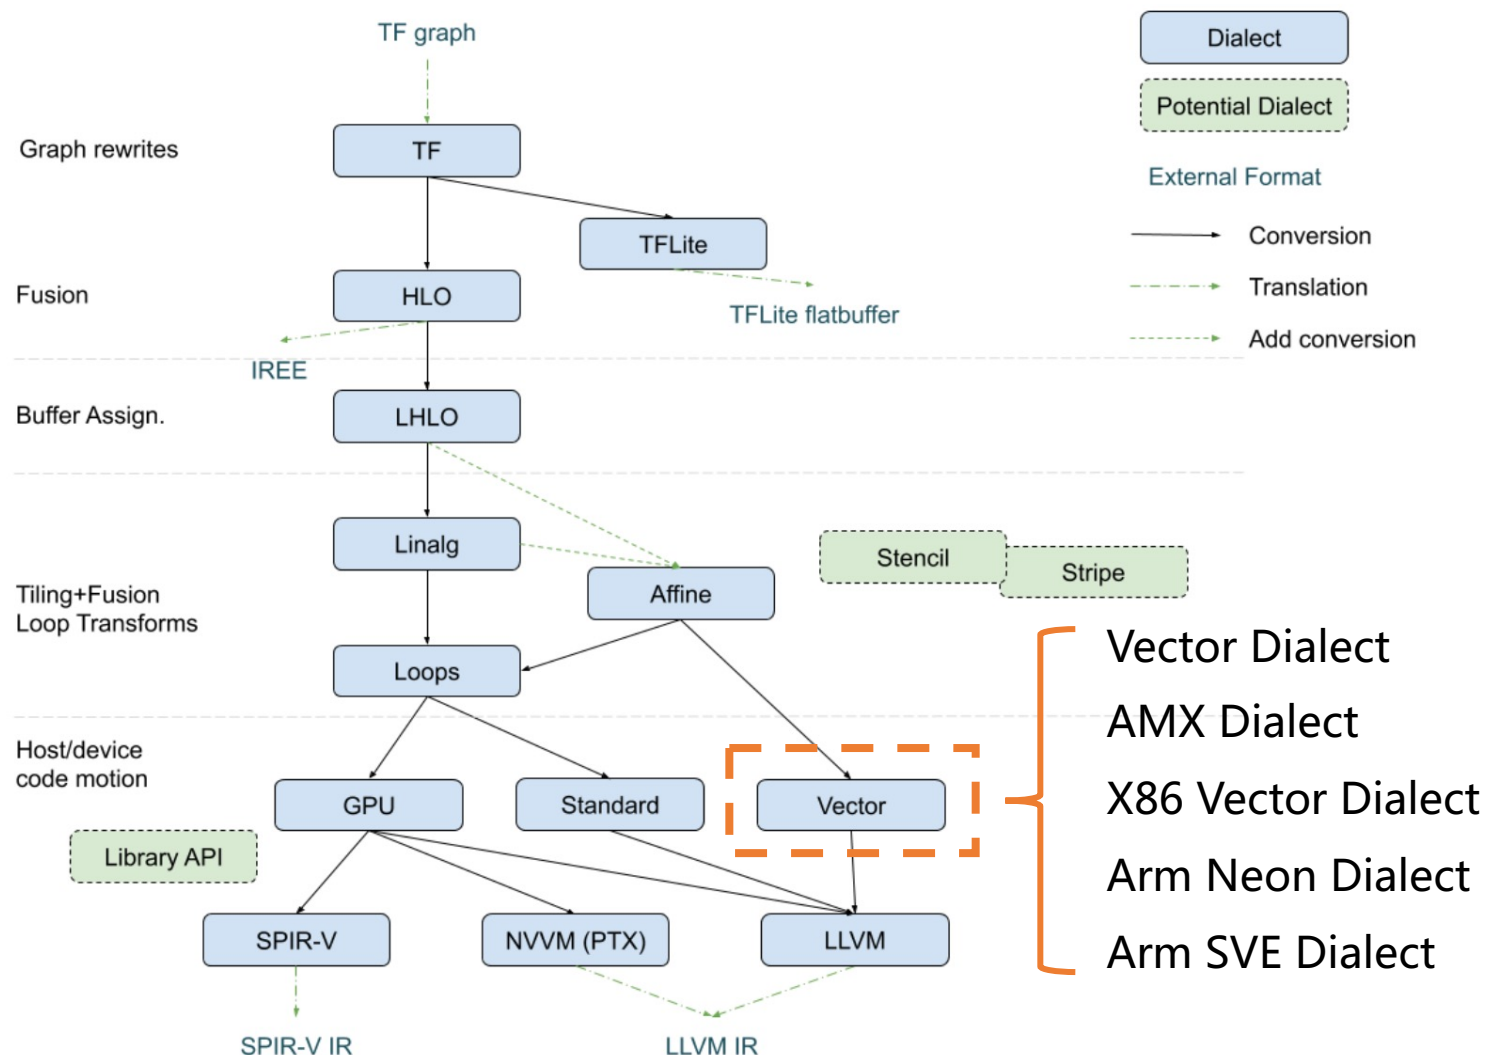 TF graph
Dialect
Potential Dialect
External Format
Conversion
Translation
Add conversion
Graph rewrites
TF
TFLite
TFLite flatbuffer
Fusion
HLO
IREE
Buffer Assign.
LHLO
Linalg
Affine
Stencil
Stripe
Tiling+Fusion
Loop Transforms
Loops
Host/device
code motion
GPU
Standard
Vector
Library API
SPIR-V
NVVM (PTX)
LLVM
SPIR-V IR
LLVM IR
Vector Dialect
AMX Dialect
X86 Vector Dialect
Arm Neon Dialect
Arm SVE Dialect